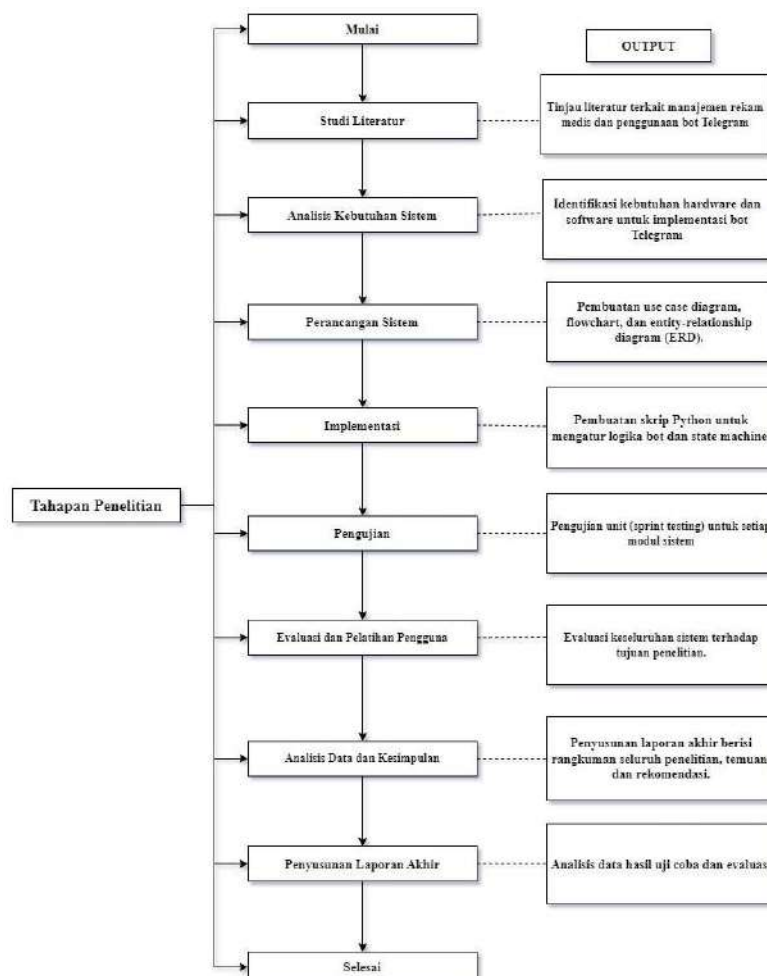 Mulai
OUTPUT
Studi Literatur
Tinjau literatur terkait manajemen rekam
medis dan penggunaan bot Telegram
Analisis Kebutuhan Sistem
Identifikasi kebutuhan hardware dan
software untuk implementasi bot
Telegram
Perancangan Sistem
Pembuatan use case diagram,
flowchart, dan entity-relationship
diagram (ERD).
Implementasi
Pembuatan skrip Python untuk
mengatur logika bot dan state machine
Tahapan Penelitian
Pengujian
Pengujian unit (sprint testing) untuk setiap
modul sistem
Evaluasi dan Pelatihan Pengguna
Evaluasi keseluruhan sistem terhadap
tujuan penelitian.
Analisis Data dan Kesimpulan
Penyusunan laporan akhir berisi
rangkuman seluruh penelitian, temuan
dan rekomendasi.
Penyusunan Laporan Akhir
Analisis data hasil uji coba dan evaluas
Selesai